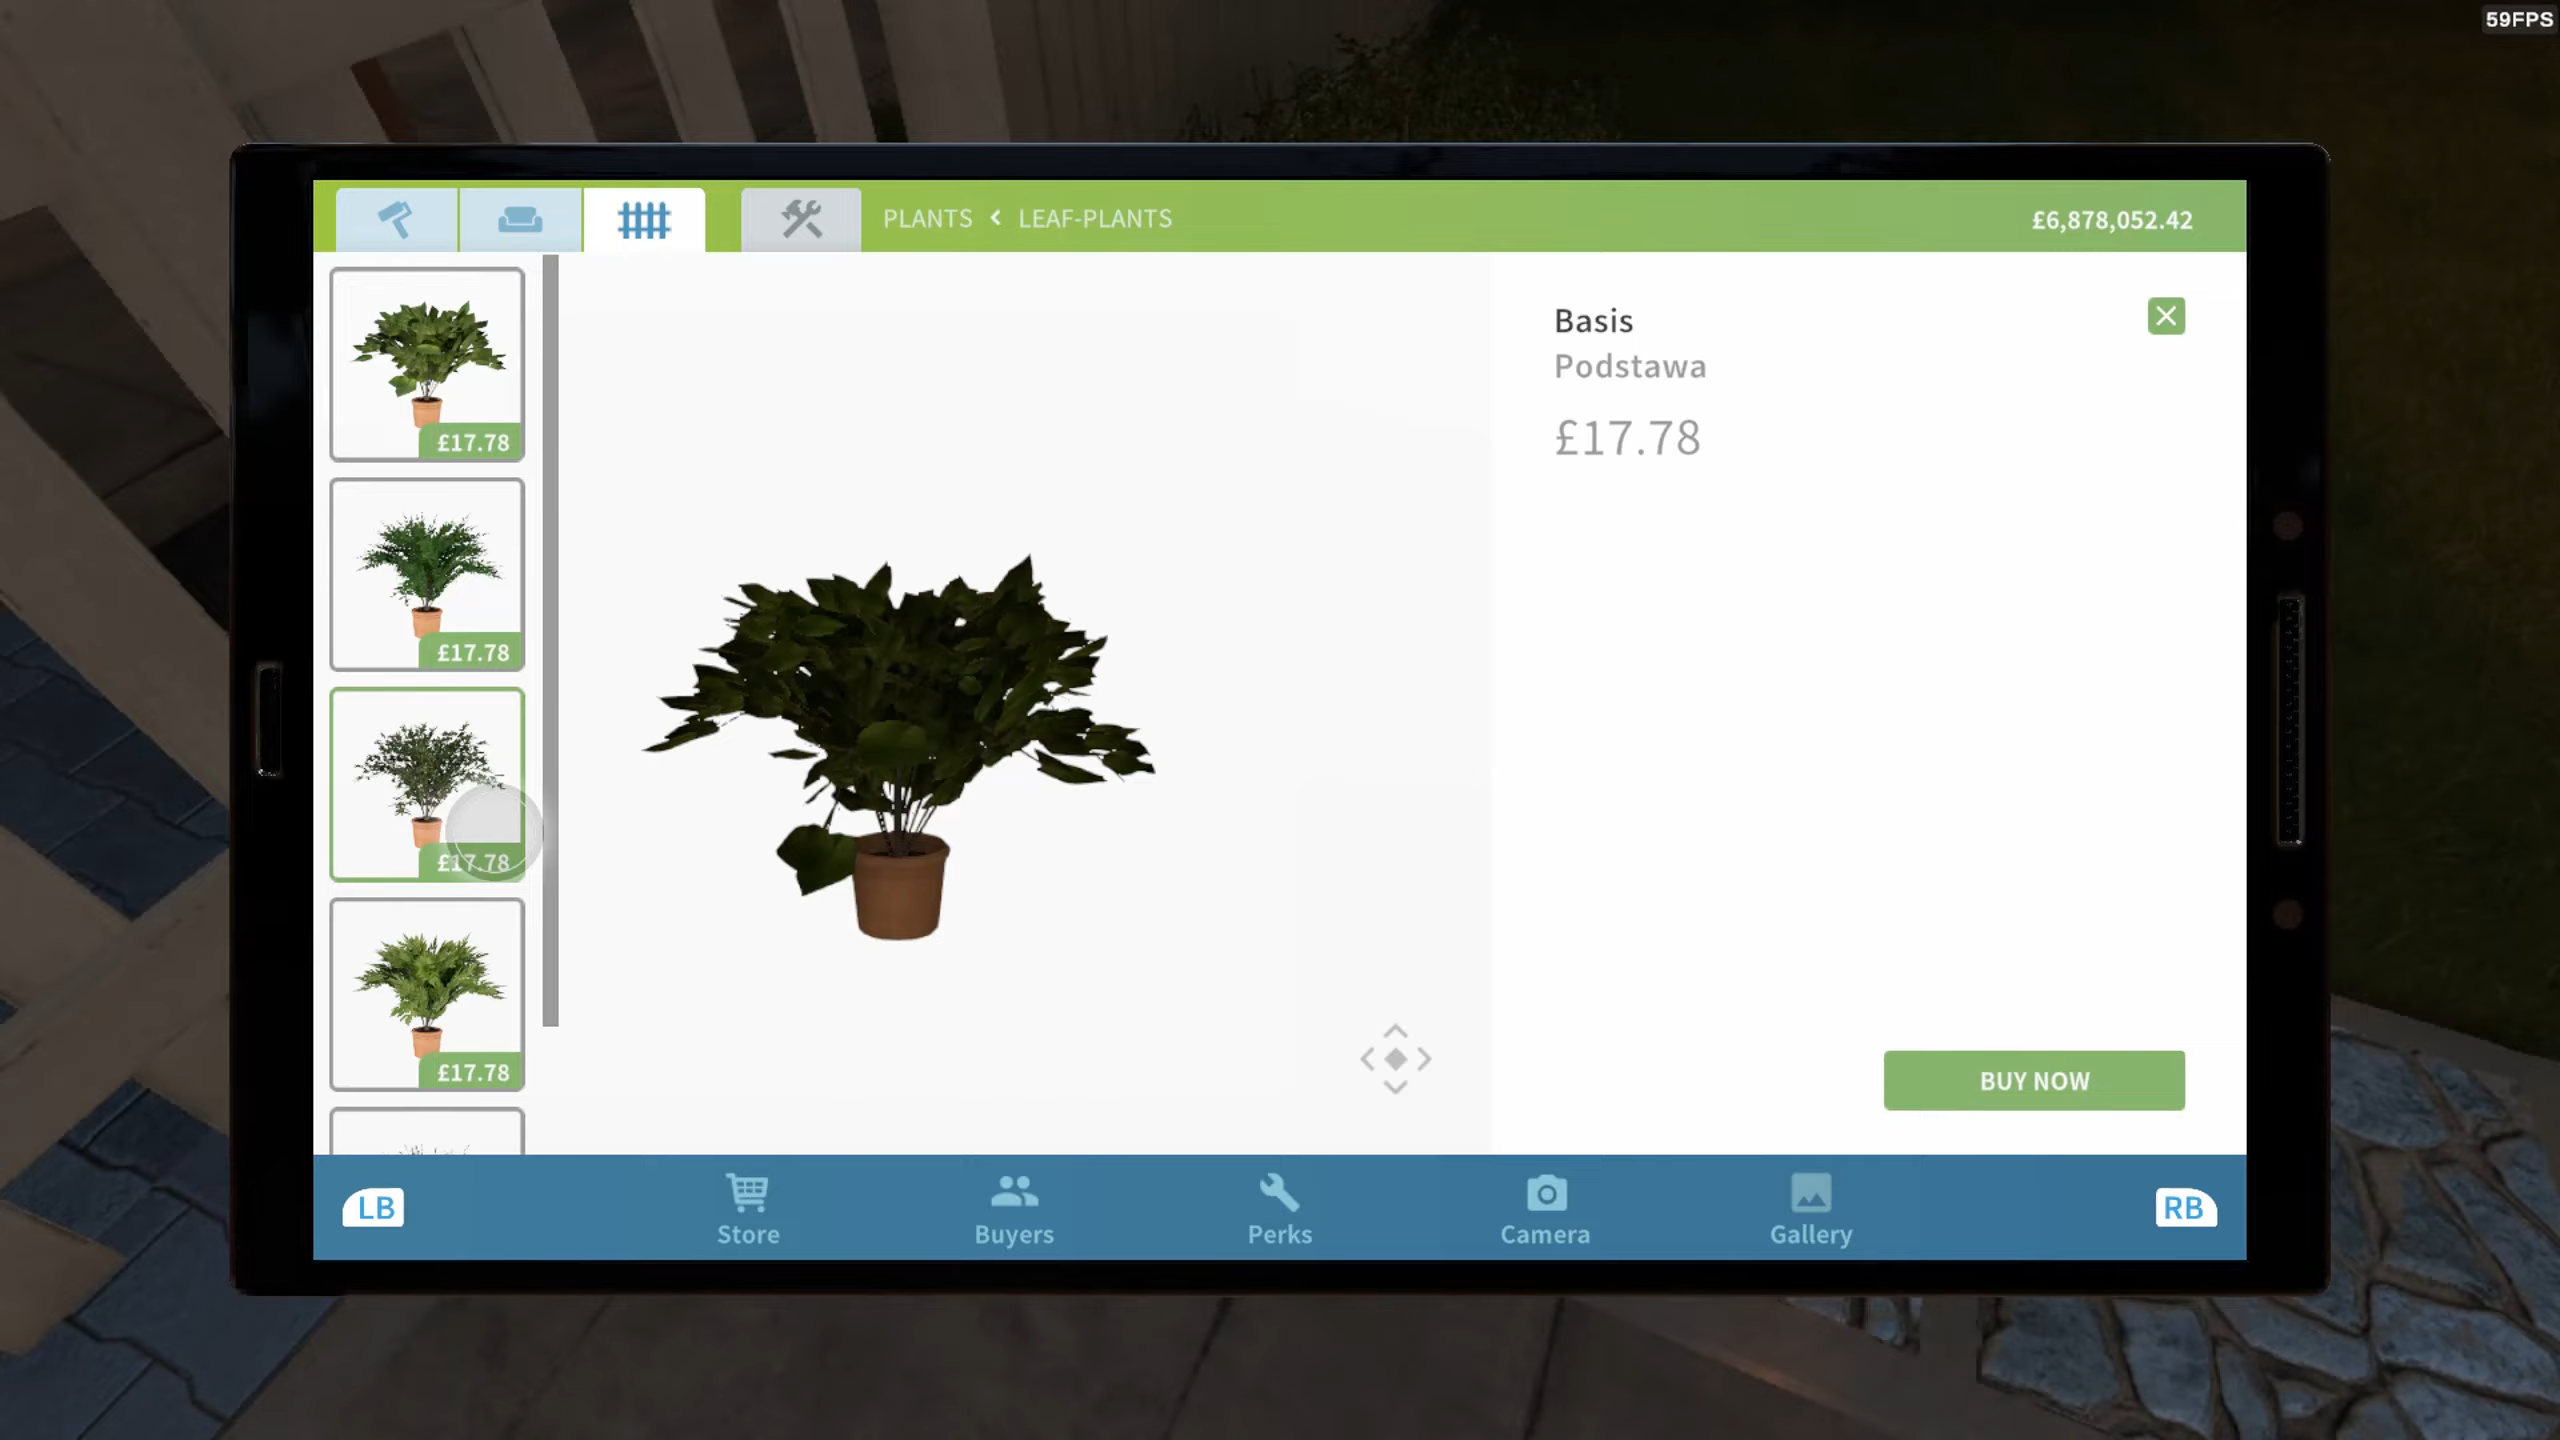 59FPS
PLANTS < LEAF-PLANTS
£6,878,052.42
£17.78
£17.78
£17.78
£17.78
Basis
Podstawa
£17.78
BUY NOW
LB
Store
Buyers
Perks
Camera
Gallery
RB